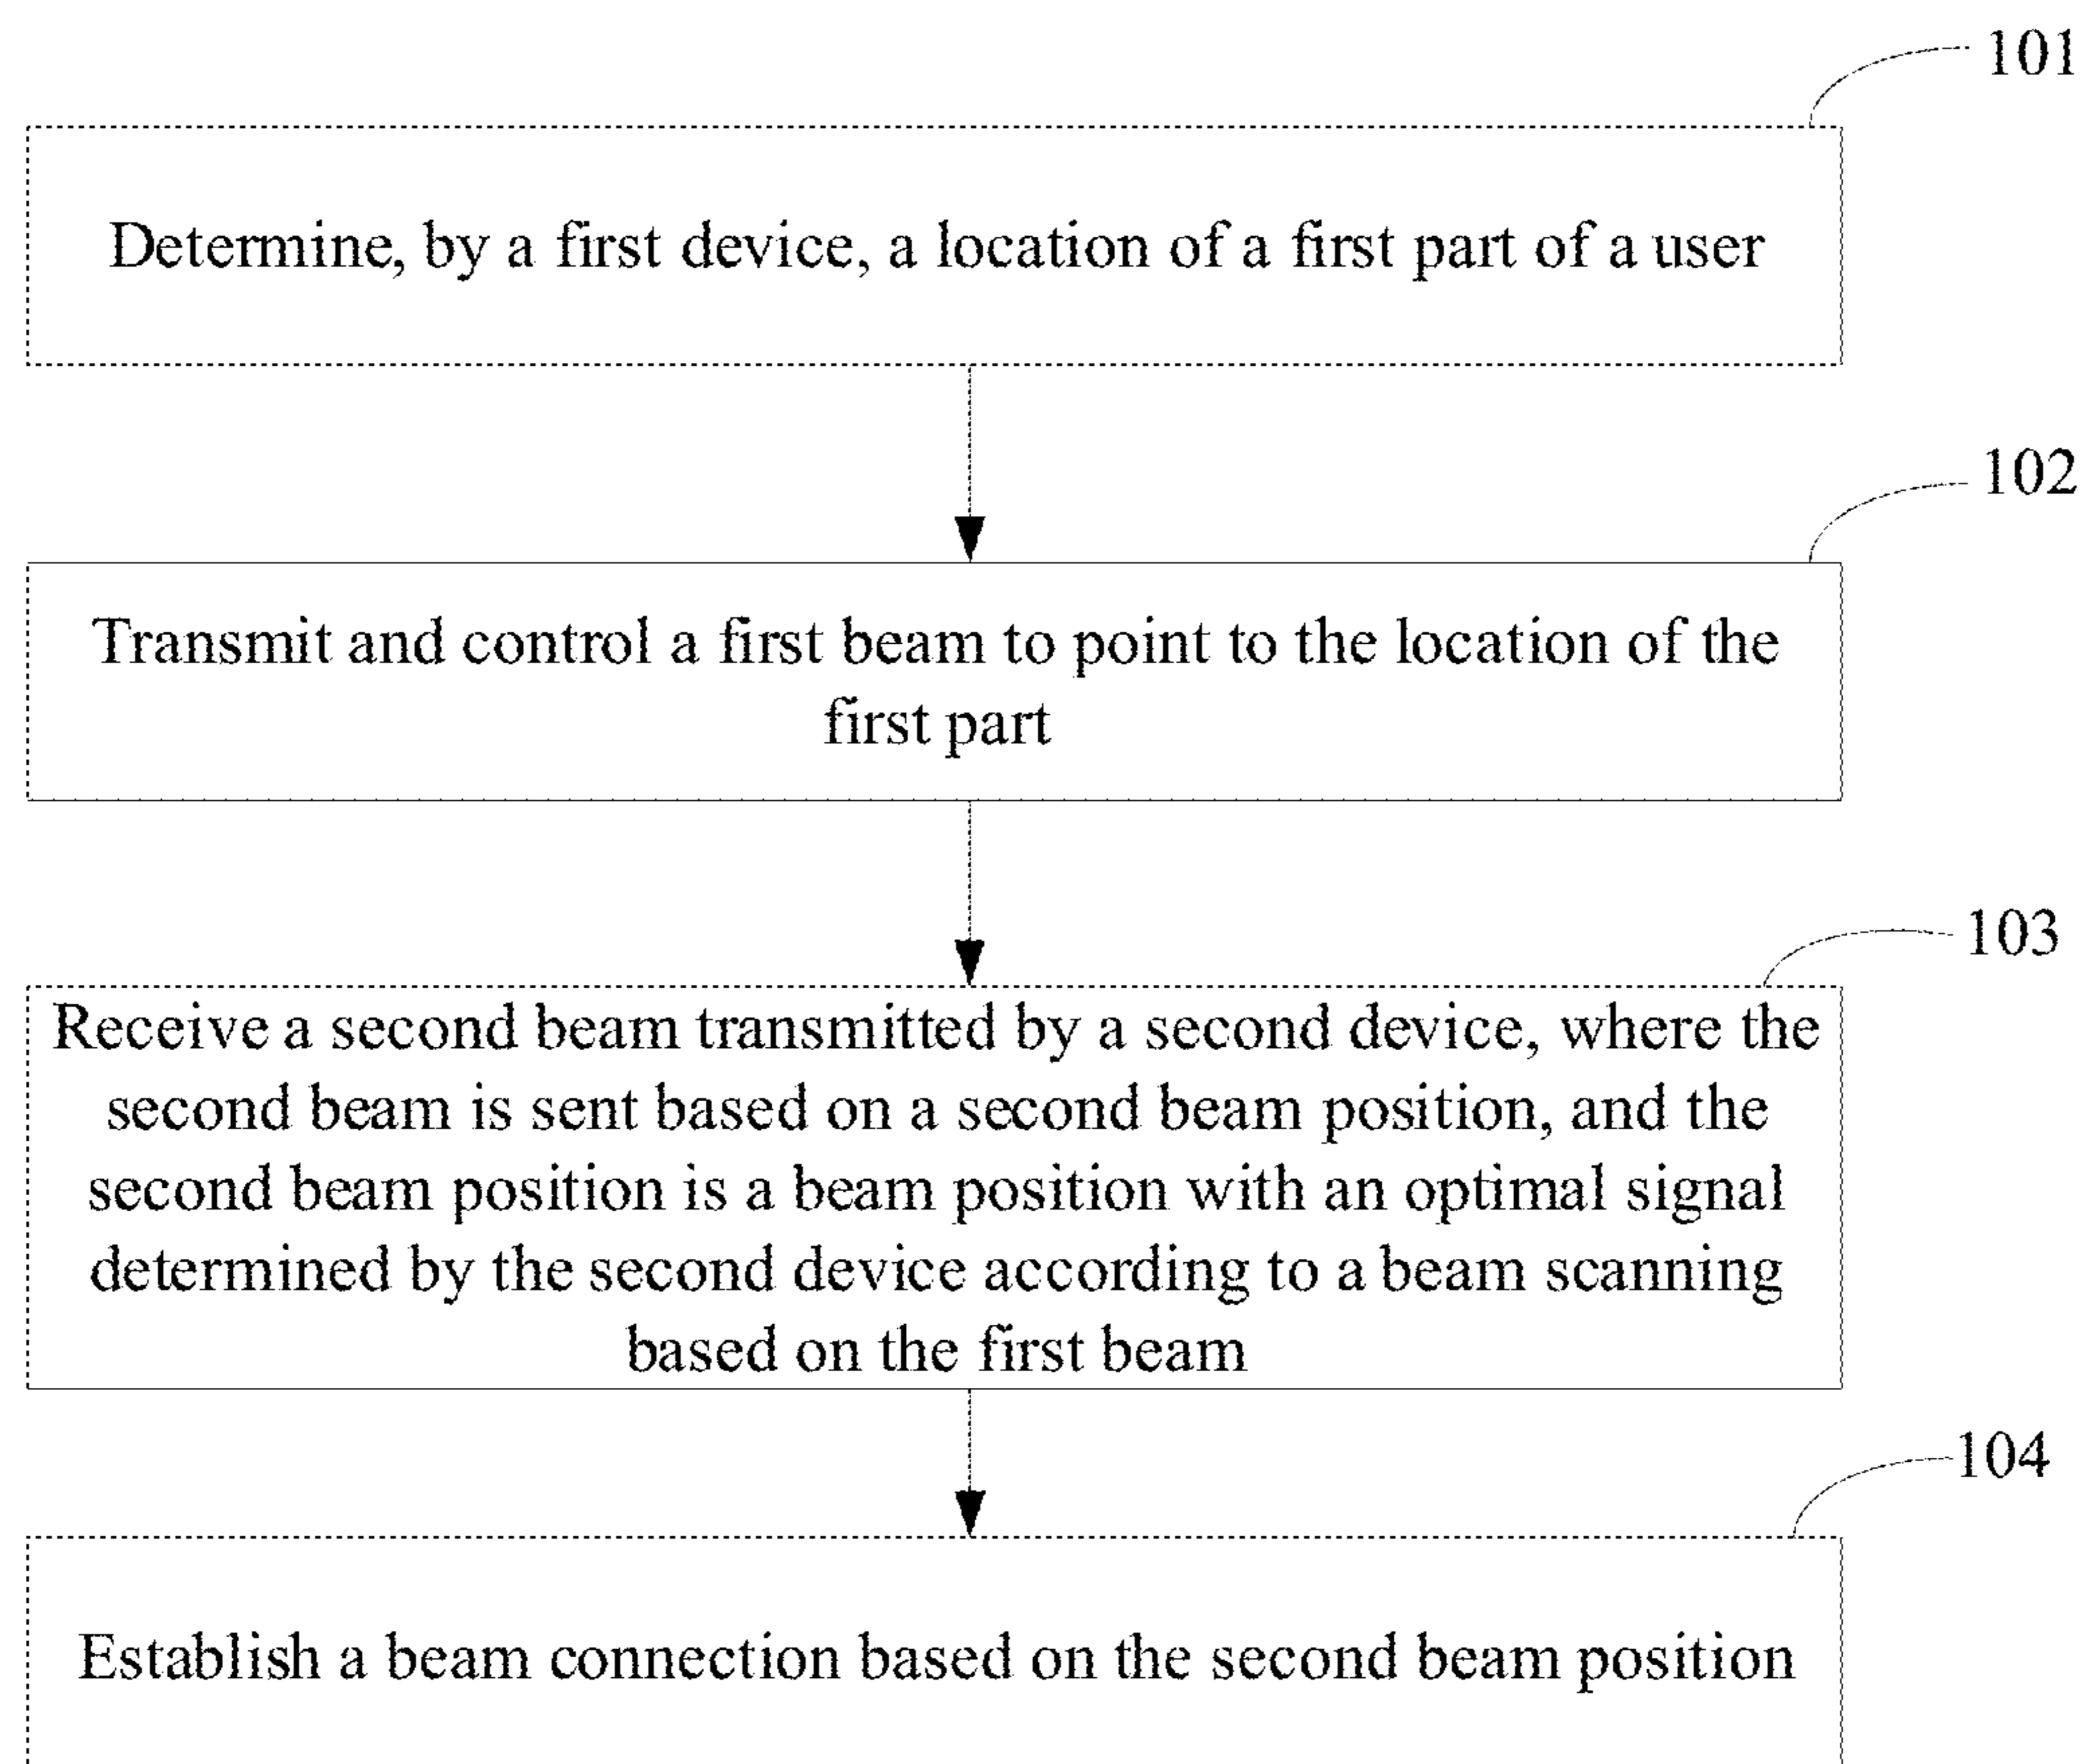 101
Determine, by a first device, a location of a first part of a user
102
Transmit and control a first beam to point to the location of the
first part
103
Receive a second beam transmitted by a second device, where the
second beam is sent based on a second beam position, and the
second beam position is a beam position with an optimal signal
determined by the second device according to a beam scanning
based on the first beam
104
Establish a beam connection based on the second beam position